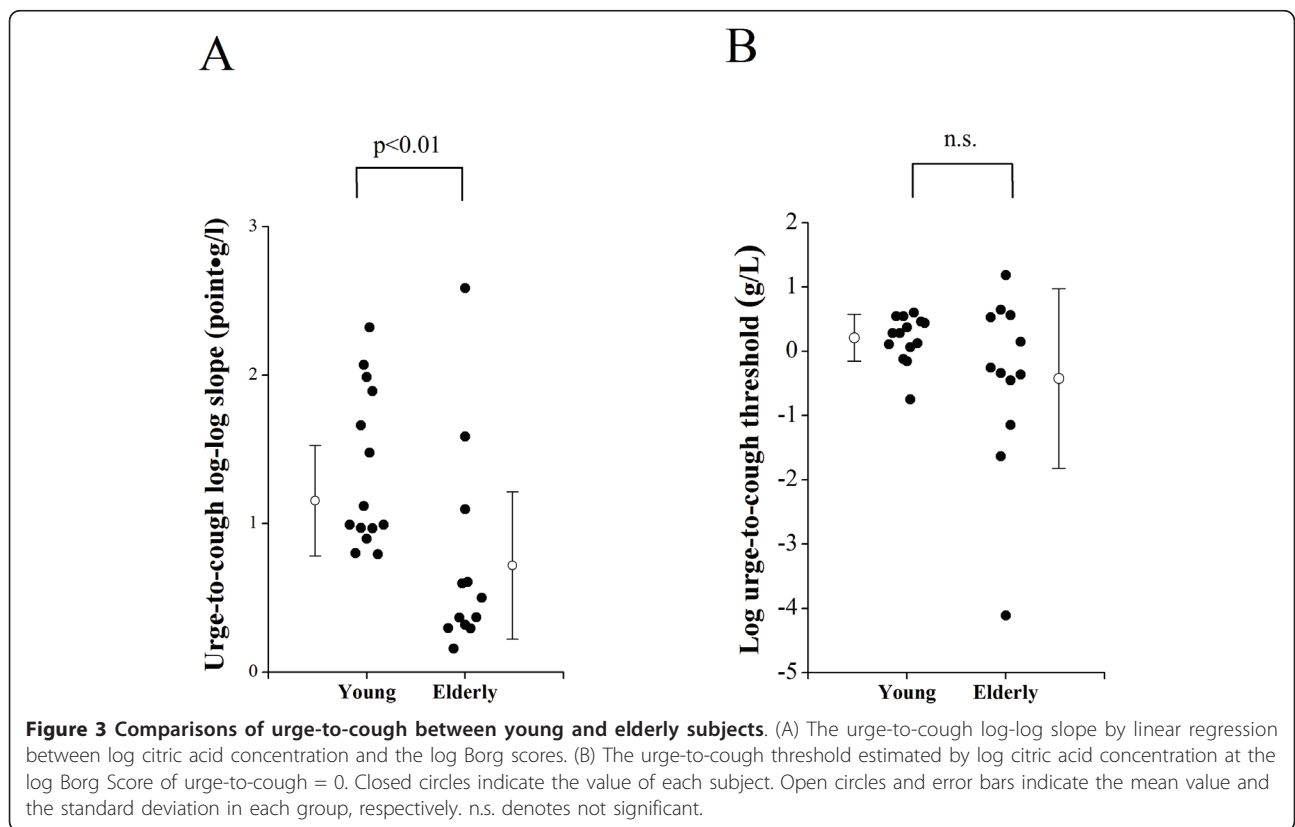 A
p<0.01
Urge-to-cough log-log slope (point•g/l)
3
2
1
0
Young Elderly
B
n.s.
Log urge-to-cough threshold (g/L)
2
1
0
-1
-2
-3
-4
-5
Young Elderly
Figure 3 Comparisons of urge-to-cough between young and elderly subjects. (A) The urge-to-cough log-log slope by linear regression
between log citric acid concentration and the log Borg scores. (B) The urge-to-cough threshold estimated by log citric acid concentration at the
log Borg Score of urge-to-cough = 0. Closed circles indicate the value of each subject. Open circles and error bars indicate the mean value and
the standard deviation in each group, respectively. n.s. denotes not significant.